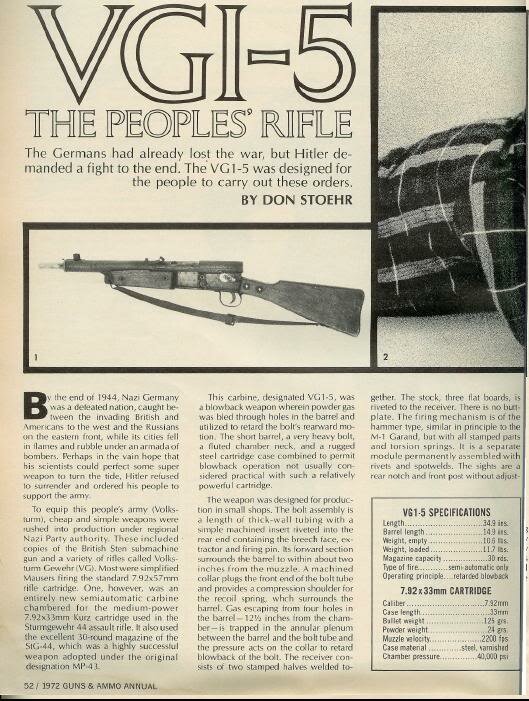 VG1-5
THE PEOPLES' RIFLE
The Germans had already lost the war, but Hitler de-
manded a fight to the end. The VG1-5 was designed for
the people to carry out these orders.
BY DON STOEHR
1
2
By the end of 1944, Nazi Germany
was a defeated nation, caught be-
tween the invading British and
Americans to the west and the Russians
on the eastern front, while its cities fell
in flames and rubble under an armada of
bombers. Perhaps in the vain hope that
his scientists could perfect some super
weapon to turn the tide, Hitler refused
to surrender and ordered his people to
support the army.
To equip this people's army (Volks-
turm), cheap and simple weapons were
rushed into production under regional
Nazi Party authority. These included
copies of the British Sten submachine
gun and a variety of rifles called Volks-
turm Gewehr (VG). Most were simplified
Mausers firing the standard 7.92x57mm
rifle cartridge. One, however, was an
entirely new semiautomatic carbine
chambered for the medium-power
7.92x33mm Kurz cartridge used in the
Sturmgewehr 44 assault rifle. It also used
the excellent 30-round magazine of the
StG-44, which was a highly successful
weapon adopted under the original
designation MP-43.
This carbine, designated VG1-5, was
a blowback weapon wherein powder gas
was bled through holes in the barrel and
utilized to retard the bolt's rearward mo-
tion. The short barrel, a very heavy bolt,
a fluted chamber neck, and a rugged
steel cartridge case combined to permit
blowback operation not usually con-
sidered practical with such a relatively
powerful cartridge.
The weapon was designed for produc-
tion in small shops. The bolt assembly is
a length of thick-wall tubing with a
simple machined insert riveted into the
rear end containing the breech face, ex-
tractor and firing pin. Its forward section
surrounds the barrel to within about two
inches from the muzzle. A machined
collar plugs the front end of the bolt tube
and provides a compression shoulder for
the recoil spring, which surrounds the
barrel. Gas escaping from four holes in
the barrel—12½ inches from the cham-
ber—is trapped in the annular plenum
between the barrel and the bolt tube and
the pressure acts on the collar to retard
blowback of the bolt. The receiver con-
sists of two stamped halves welded to-
gether. The stock, three flat boards, is
riveted to the receiver. There is no butt-
plate. The firing mechanism is of the
hammer type, similar in principle to the
M-1 Garand, but with all stamped parts
and torsion springs. It is a separate
module permanently assembled with
rivets and spotwelds. The sights are a
rear notch and front post without adjust-
VG1-5 SPECIFICATIONS
Length..................34.9 ins.
Barrel length..................14.9 ins.
Weight, empty..................10.6 lbs.
Weight, loaded..................11.7 lbs.
Magazine capacity..................30 rds.
Type of fire.........semi-automatic only
Operating principle....retarded blowback
7.92x33mm CARTRIDGE
Caliber..................7.92mm
Case length..................33mm
Bullet weight..................125 grs.
Powder weight..................24 grs.
Muzzle velocity..................2200 fps
Case material.........steel, varnished
Chamber pressure.........40,000 psi
52 / 1972 GUNS & AMMO ANNUAL